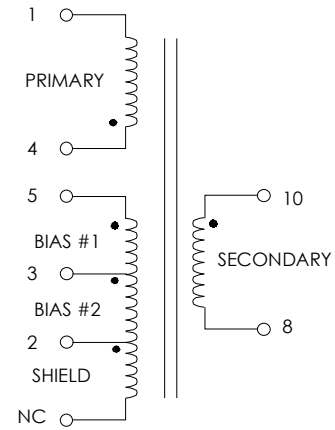 1
PRIMARY
4
5
BIAS #1
3
BIAS #2
2
SHIELD
NC
10
SECONDARY
8